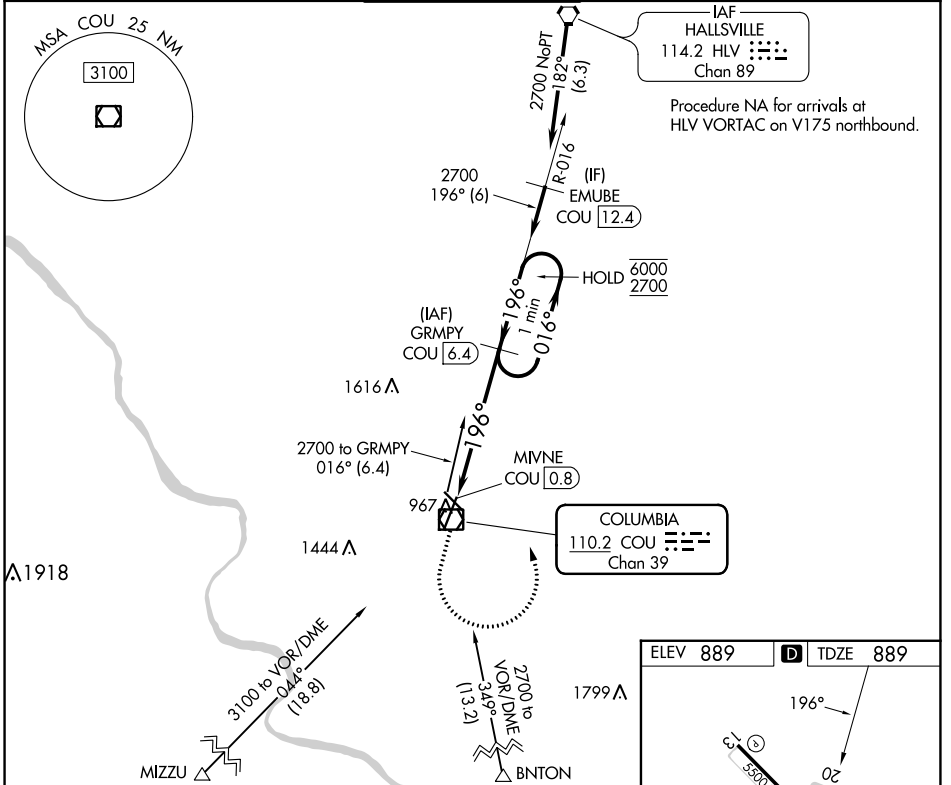 MSA COU 25 NM
3100
IAF
HALLSVILLE
114.2 HLV
Chan 89
Procedure NA for arrivals at
HLV VORTAC on V175 northbound.
2700 NoPT
182°
(6.3)
R-016
2700
196° (6)
(IF)
EMUBE
COU 12.4
HOLD 6000
2700
196°
1 min
016°
(IAF)
GRMPY
COU 6.4
1616
196°
2700 to GRMPY
016° (6.4)
MIVNE
COU 0.8
967
COLUMBIA
110.2 COU
Chan 39
1444
1918
3100 to VOR/DME
044°
(18.8)
2700 to
VOR/DME
349°
(13.2)
1799
MIZZU
BNTON
ELEV 889
D
TDZE 889
196°
13
P
5500
20